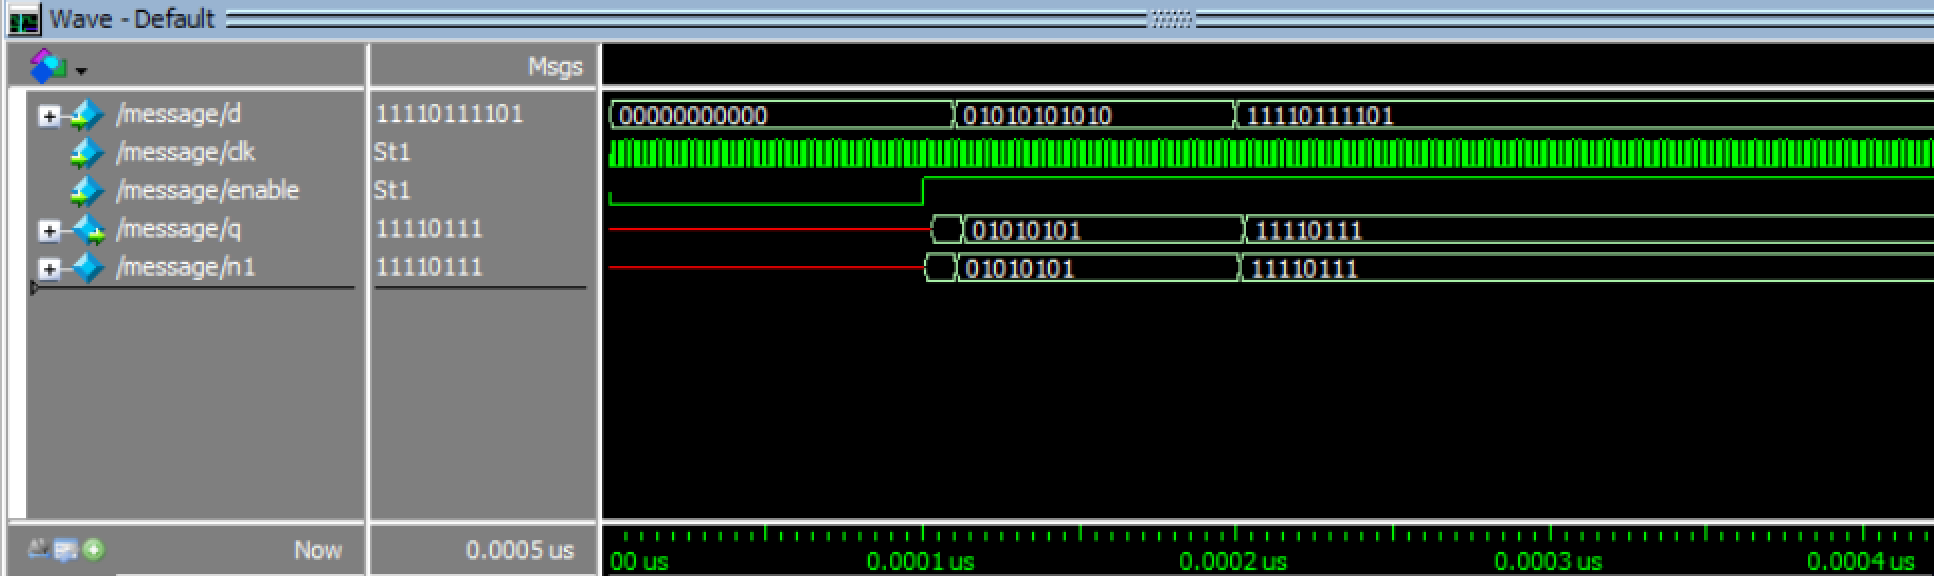 Wave - Default
Msgs
/message/d 11110111101 00000000000 01010101010 11110111101
/message/clk St1
/message/enable St1
/message/q 11110111 01010101 11110111
/message/n1 11110111 01010101 11110111
Now 0.0005 us 00 us 0.0001 us 0.0002 us 0.0003 us 0.0004 us